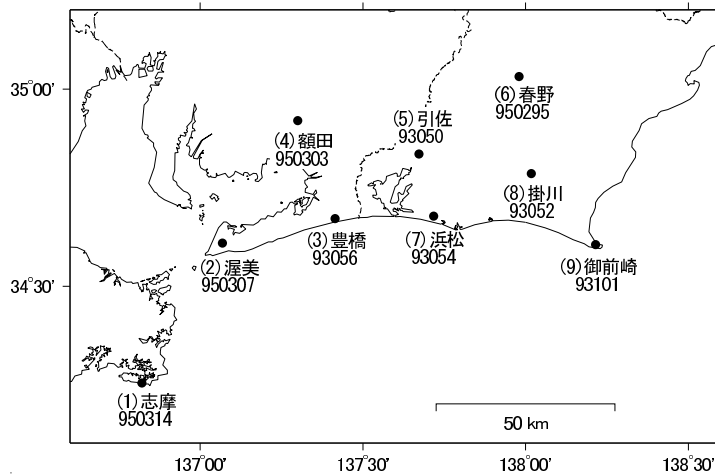 35°00'
34°30'
(6)春野
950295
(5)引佐
93050
(4)額田
950303
(8)掛川
93052
(3)豊橋
93056
(7)浜松
93054
(2)渥美
950307
(9)御前崎
93101
(1)志摩
950314
50 km
137°00'
137°30'
138°00'
138°30'